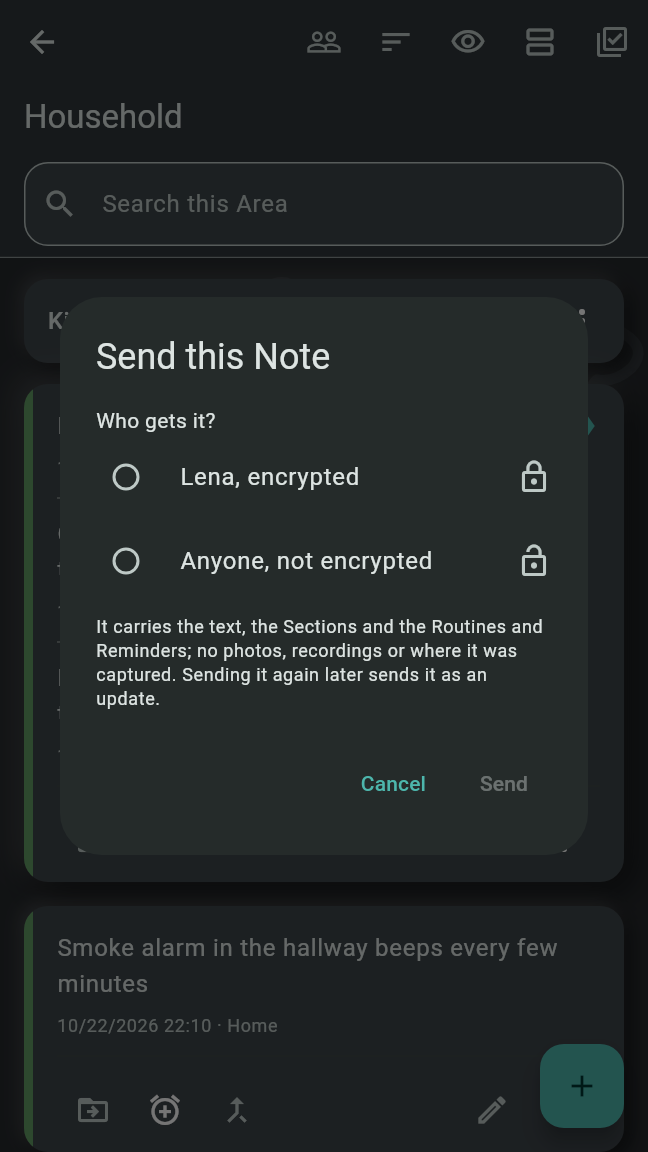 Household
Search this Area
Send this Note
Who gets it?
Lena, encrypted
Anyone, not encrypted
It carries the text, the Sections and the Routines and
Reminders; no photos, recordings or where it was
captured. Sending it again later sends it as an
update.
Cancel
Send
Smoke alarm in the hallway beeps every few
minutes
10/22/2026 22:10 · Home